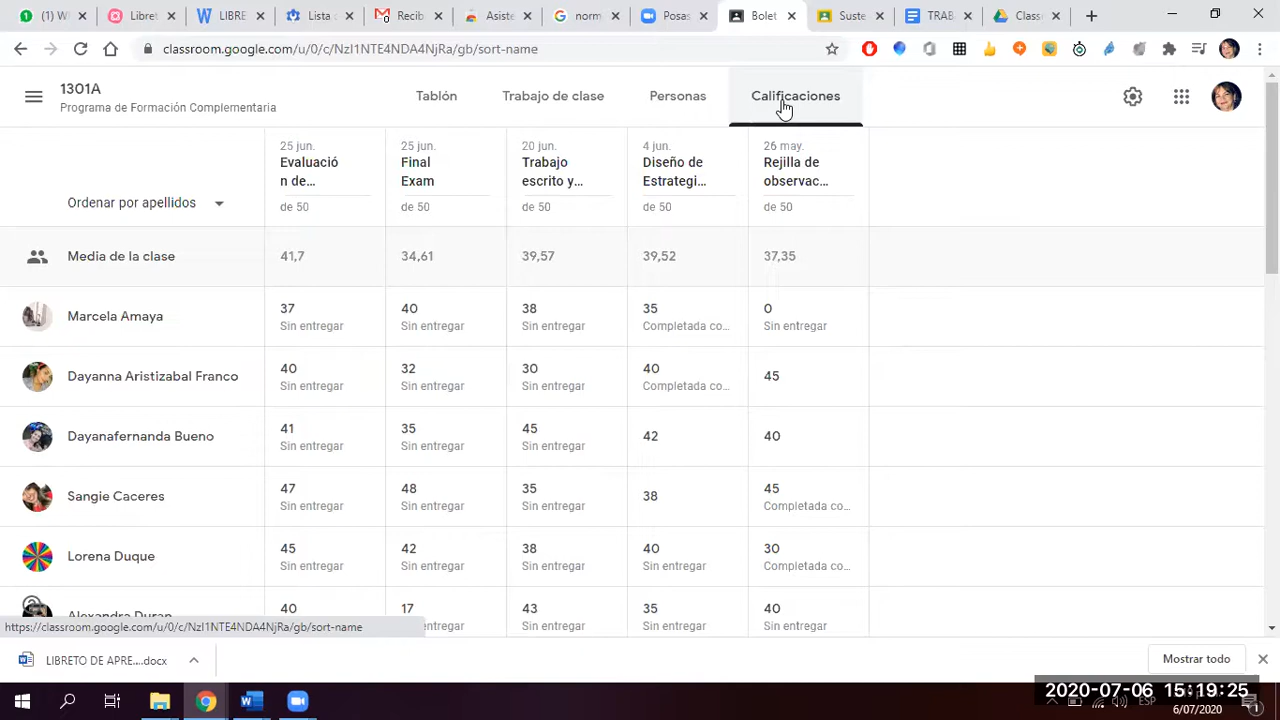 (1) W
Libret
LIBRE
Lista c
Recib
Asiste
norm
Posas
Bolet
Suste
TRAB
Class
classroom.google.com/u/0/c/NzI1NTE4NDA4NjRa/gb/sort-name
1301A
Programa de Formación Complementaria
Tablón
Trabajo de clase
Personas
Calificaciones
Ordenar por apellidos
25 jun.
Evaluació
n de...
de 50
25 jun.
Final
Exam
de 50
20 jun.
Trabajo
escrito y...
de 50
4 jun.
Diseño de
Estrategi...
de 50
26 may.
Rejilla de
observac...
de 50
Media de la clase 41,7 34,61 39,57 39,52 37,35
Marcela Amaya 37 40 38 35 0
Sin entregar Sin entregar Sin entregar Completada co... Sin entregar
Dayanna Aristizabal Franco 40 32 30 40 45
Sin entregar Sin entregar Sin entregar Completada co...
Dayanafernanda Bueno 41 35 45 42 40
Sin entregar Sin entregar Sin entregar
Sangie Caceres 47 48 35 38 45
Sin entregar Sin entregar Sin entregar Completada co...
Lorena Duque 45 42 38 40 30
Sin entregar Sin entregar Sin entregar Sin entregar Completada co...
Alexandra Duran 40 17 43 35 40
Sin entregar Sin entregar Sin entregar Sin entregar
https://classroom.google.com/u/0/c/NzI1NTE4NDA4NjRa/gb/sort-name
LIBRETO DE APRE....docx
Mostrar todo
2020-07-06 15:19:25
ESP
6/07/2020